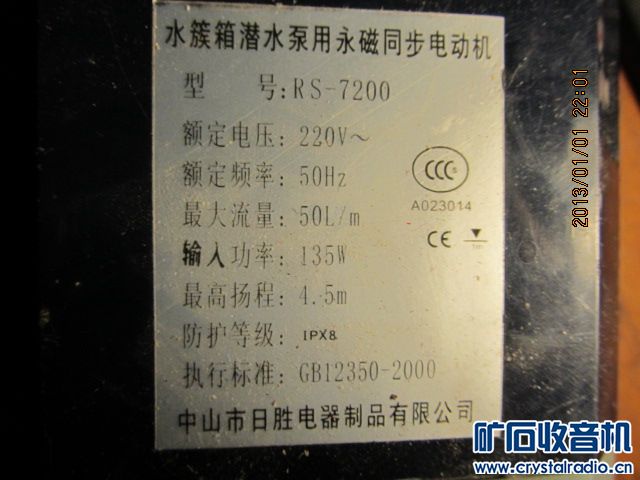 水簇箱潜水泵用永磁同步电动机
型 号:RS-7200
额定电压:220V~
额定频率:50Hz
最大流量:50L/m
输入功率:135W
最高扬程:4.5m
防护等级: IPX8
执行标准:GB12350-2000
中山市日胜电器制品有限公司
CCC
S
A023014
CE
1m
2013/01/01 22:01
矿石收音机
www.crystalradio.cn